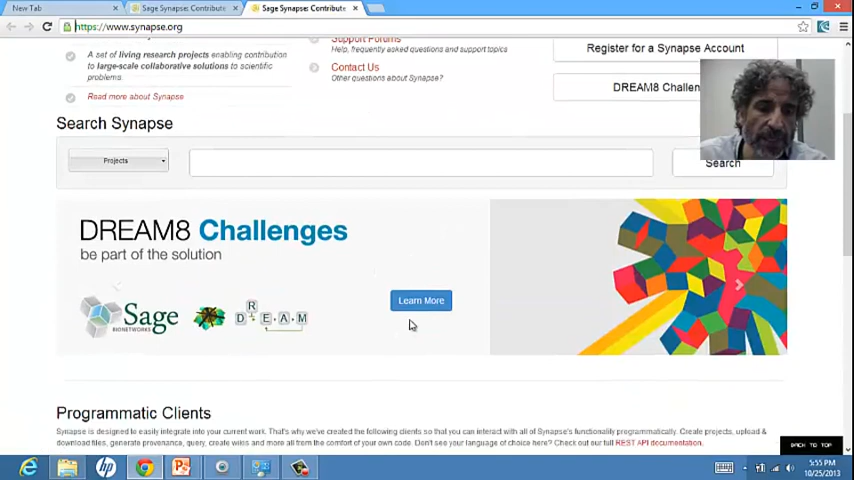 New Tab
Sage Synapse: Contribute
Sage Synapse: Contribute
https://www.synapse.org
A set of living research projects enabling contribution
to large-scale collaborative solutions to scientific
problems.
Read more about Synapse
Support Forums
Help, frequently asked questions and support topics
Contact Us
Other questions about Synapse?
Register for a Synapse Account
DREAM8 Challen
Search Synapse
Projects
Search
DREAM8 Challenges
be part of the solution
Learn More
Sage
BIONETWORKS
R
D E A M
Programmatic Clients
Synapse is designed to easily integrate into your current work. That's why we've created the following clients so that you can interact with all of Synapse's functionality programmatically. Create projects, upload &
download files, generate provenance, query, create wikis and more all from the comfort of your own code. Don't see your language of choice here? Check out our full REST API documentation.
BACK TO TOP
5:55 PM
10/25/2013